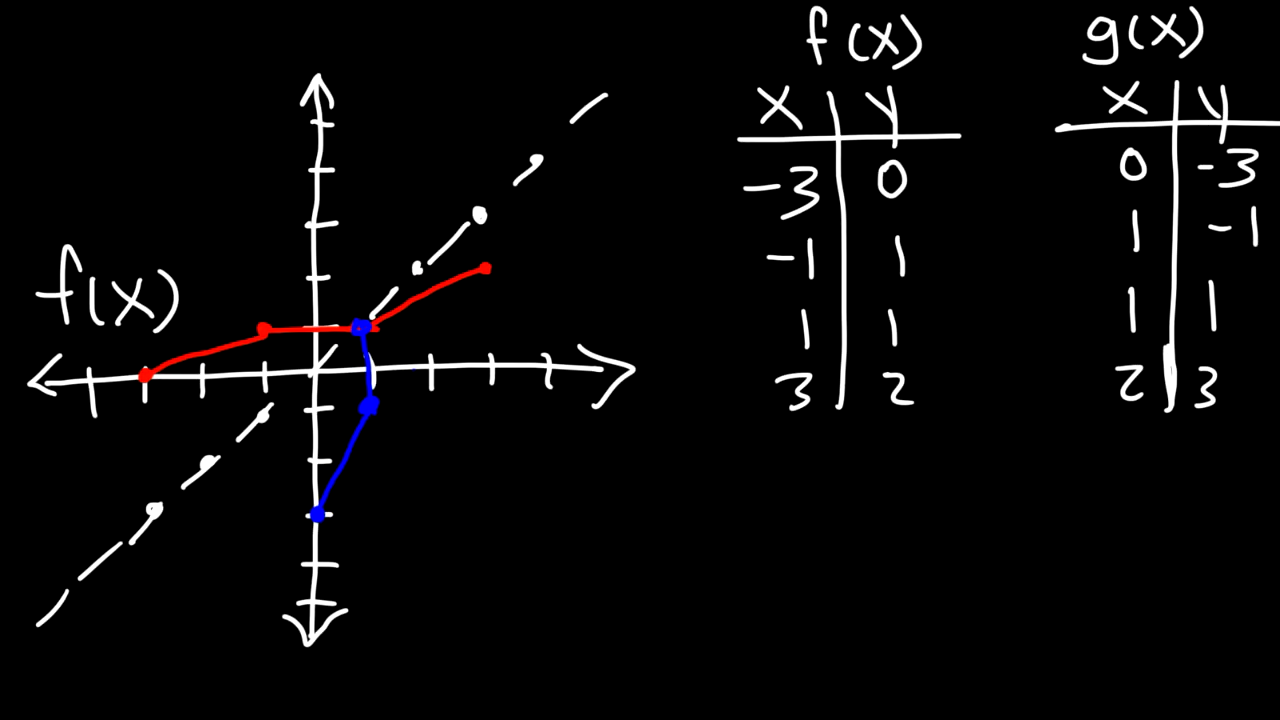 f(x)
f(x) g(x)
x y x y
-3 0 0 -3
-1 1 1 -1
1 1 1 1
3 2 2 3